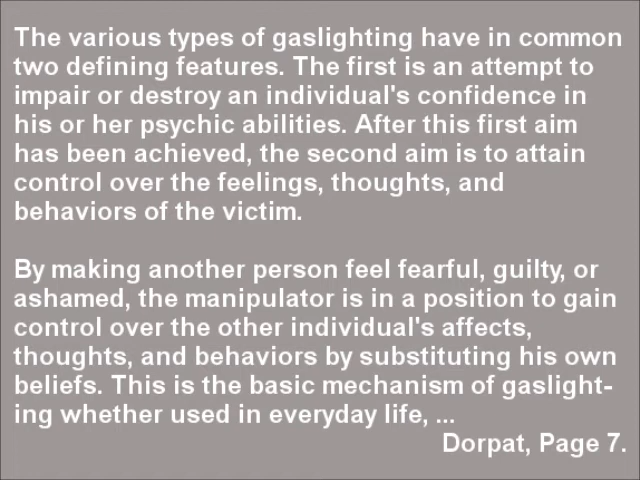 The various types of gaslighting have in common
two defining features. The first is an attempt to
impair or destroy an individual's confidence in
his or her psychic abilities. After this first aim
has been achieved, the second aim is to attain
control over the feelings, thoughts, and
behaviors of the victim.
By making another person feel fearful, guilty, or
ashamed, the manipulator is in a position to gain
control over the other individual's affects,
thoughts, and behaviors by substituting his own
beliefs. This is the basic mechanism of gaslight-
ing whether used in everyday life, ...
Dorpat, Page 7.